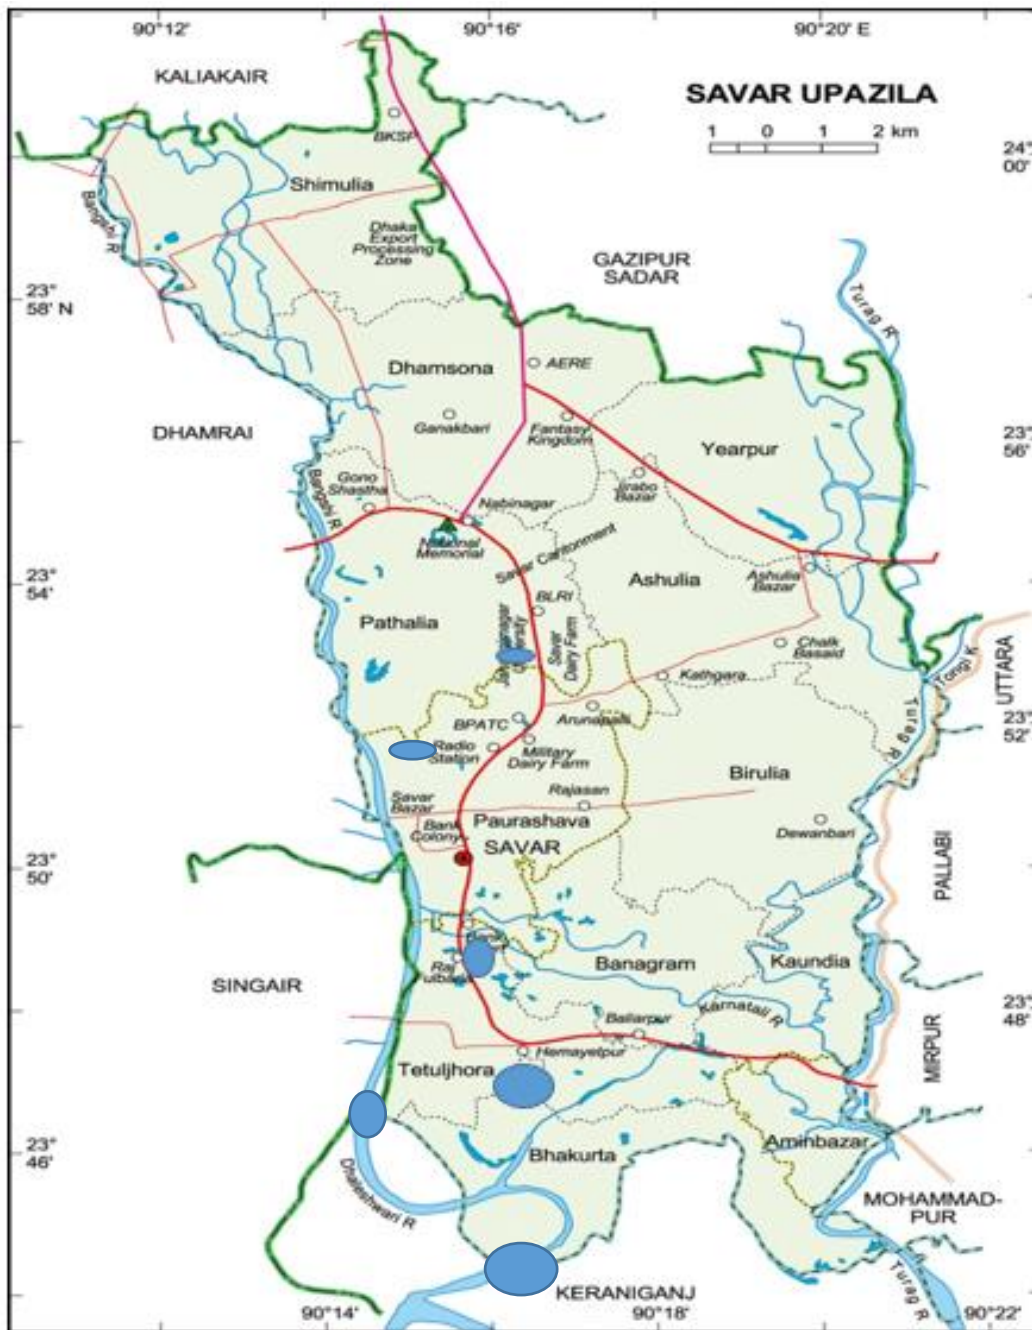 90°12'
90°16'
90°20' E
KALIAKAIR
SAVAR UPAZILA
1 0 1 2 km
BKSP
24°
00'
Shimulia
Bangshi R
Dhaka
Export
Processing
Zone
GAZIPUR
SADAR
23°
58' N
Turag R
Dhamsona
AERE
Ganakbari
Fantasy
Kingdom
DHAMRAI
Yearpur
23°
56'
Gono
Shastha
Bangshi R
Jirabo
Bazar
Nabinagar
National
Memorial
Savar Cantonment
23°
54'
Ashulia
Ashulia
Bazar
BLRI
Pathalia
University
Savar
Dairy Farm
Chalk
Basaid
Kathgara
Tongi K
UTTARA
Turag R
23°
52'
BPATC
Arunapalli
Radio
Station
Military
Dairy Farm
Birulia
Savar
Bazar
Rajasan
Bank
Colony
Paurashava
SAVAR
Dewanbari
PALLABI
23°
50'
SINGAIR
Raj
Banagram
Kaundia
Karnatali R
23°
48'
Baliarpur
Hemayetpur
MIRPUR
Tetuljhora
23°
46'
Bhakurta
Aminbazar
Dhaleshwari R
MOHAMMAD-
PUR
KERANIGANJ
Turag R
90°14'
90°18'
90°22'